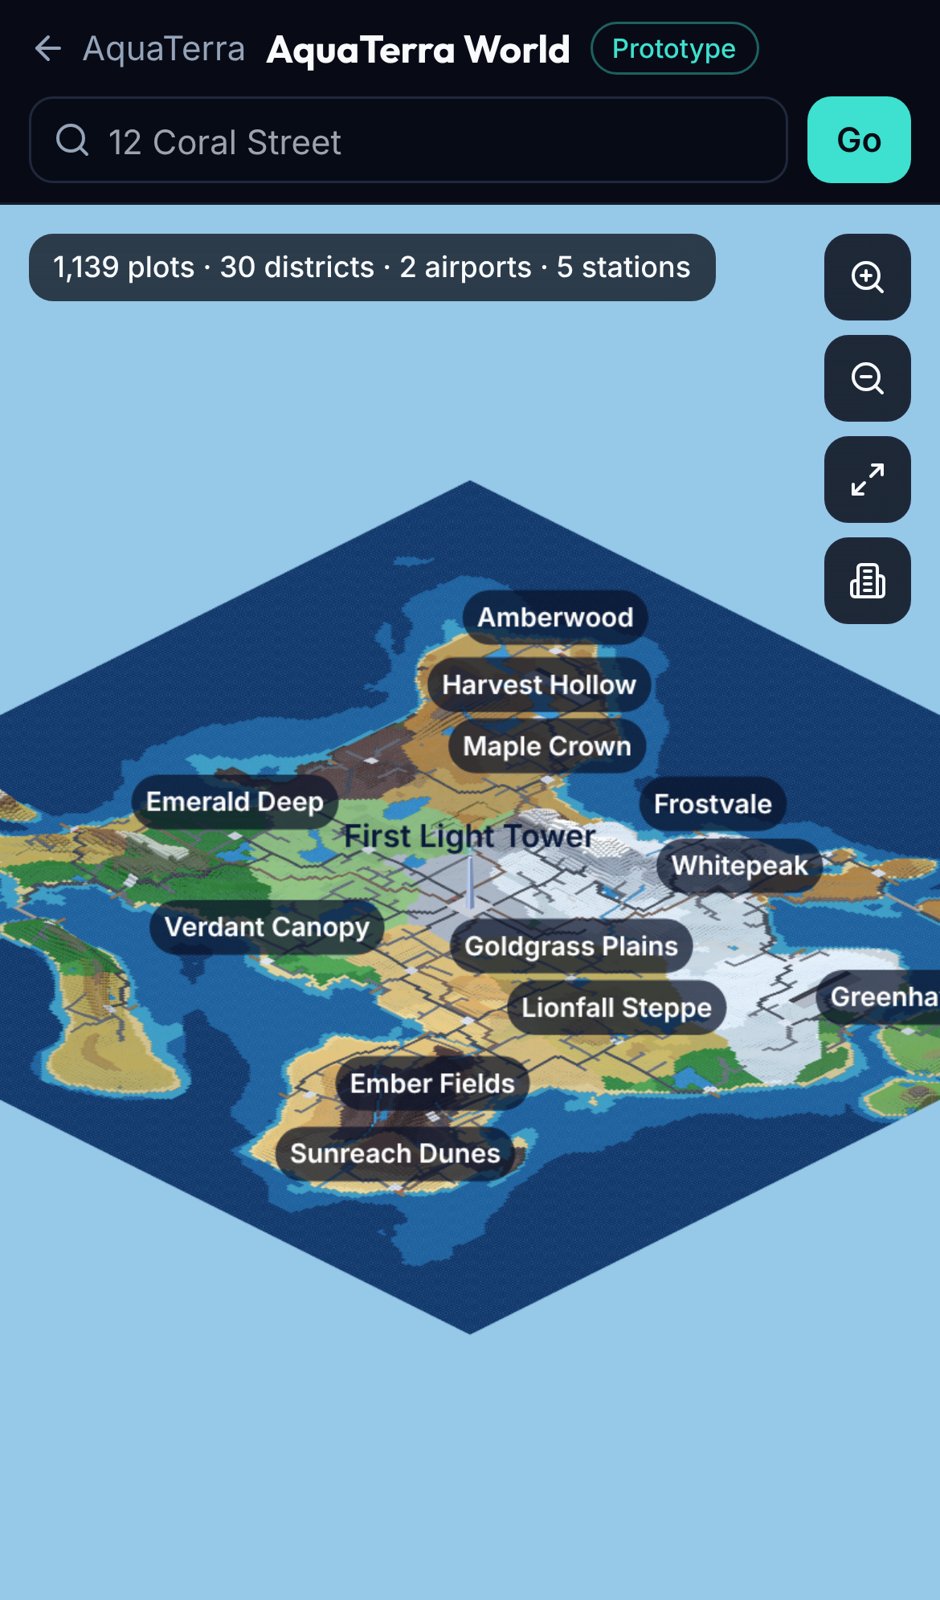 AquaTerra AquaTerra World Prototype
12 Coral Street Go
1,139 plots · 30 districts · 2 airports · 5 stations
Amberwood
Harvest Hollow
Maple Crown
Emerald Deep
Frostvale
First Light Tower
Whitepeak
Verdant Canopy
Goldgrass Plains
Greenha
Lionfall Steppe
Ember Fields
Sunreach Dunes